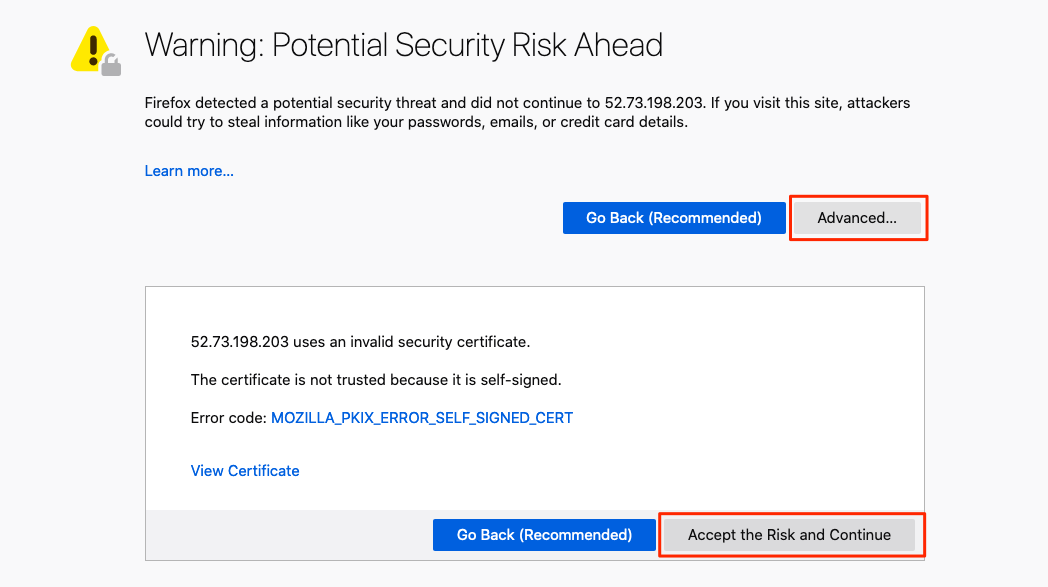 Warning: Potential Security Risk Ahead
Firefox detected a potential security threat and did not continue to 52.73.198.203. If you visit this site, attackers
could try to steal information like your passwords, emails, or credit card details.
Learn more...
Go Back (Recommended)
Advanced...
52.73.198.203 uses an invalid security certificate.
The certificate is not trusted because it is self-signed.
Error code: MOZILLA_PKIX_ERROR_SELF_SIGNED_CERT
View Certificate
Go Back (Recommended)
Accept the Risk and Continue